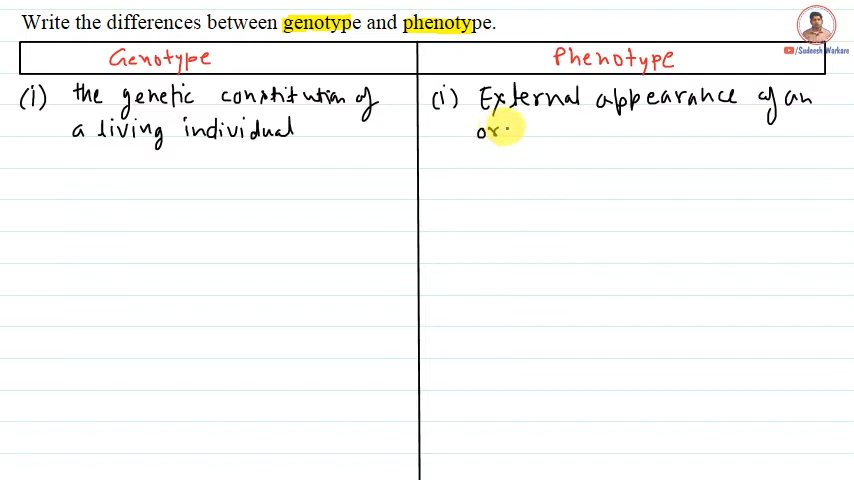 Write the differences between genotype and phenotype.
/Sudeesh Warkare
Genotype
Phenotype
(i) the genetic constitution of
a living individual
(i) External appearance of an
or